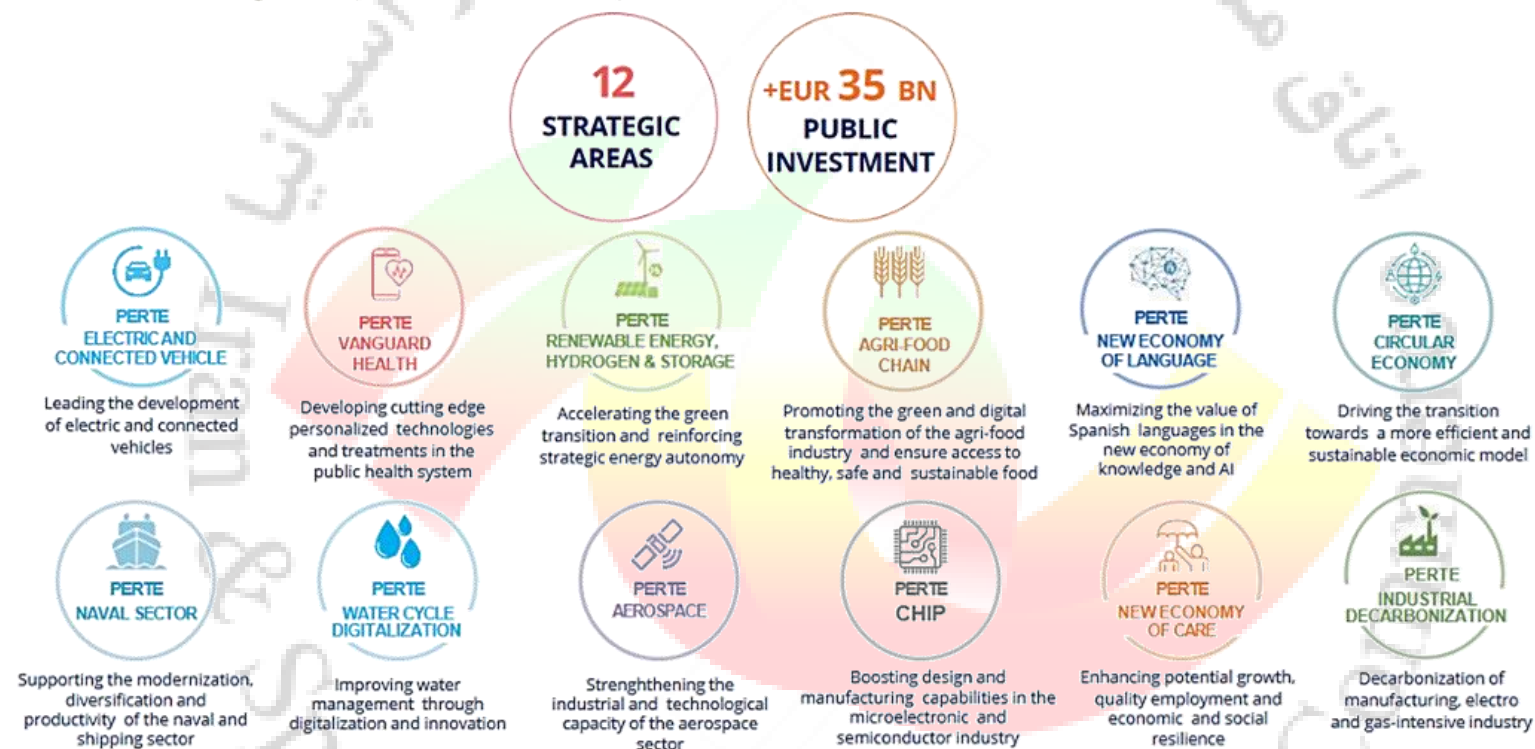 12
STRATEGIC
AREAS
+EUR 35 BN
PUBLIC
INVESTMENT
PERTE
ELECTRIC AND
CONNECTED VEHICLE
Leading the development
of electric and connected
vehicles
PERTE
VANGUARD
HEALTH
Developing cutting edge
personalized technologies
and treatments in the
public health system
PERTE
RENEWABLE ENERGY,
HYDROGEN & STORAGE
Accelerating the green
transition and reinforcing
strategic energy autonomy
PERTE
AGRI-FOOD
CHAIN
Promoting the green and digital
transformation of the agri-food
industry and ensure access to
healthy, safe and sustainable food
PERTE
NEW ECONOMY
OF LANGUAGE
Maximizing the value of
Spanish languages in the
new economy of
knowledge and AI
PERTE
CIRCULAR
ECONOMY
Driving the transition
towards a more efficient and
sustainable economic model
PERTE
NAVAL SECTOR
Supporting the modernization,
diversification and
productivity of the naval and
shipping sector
PERTE
WATER CYCLE
DIGITALIZATION
Improving water
management through
digitalization and innovation
PERTE
AEROSPACE
Strenghthening the
industrial and technological
capacity of the aerospace
sector
PERTE
CHIP
Boosting design and
manufacturing capabilities in the
microelectronic and
semiconductor industry
PERTE
NEW ECONOMY
OF CARE
Enhancing potential growth,
quality employment and
economic and social
resilience
PERTE
INDUSTRIAL
DECARBONIZATION
Decarbonization of
manufacturing, electro
and gas-intensive industry
اسپانیا
اتاق
Iran &